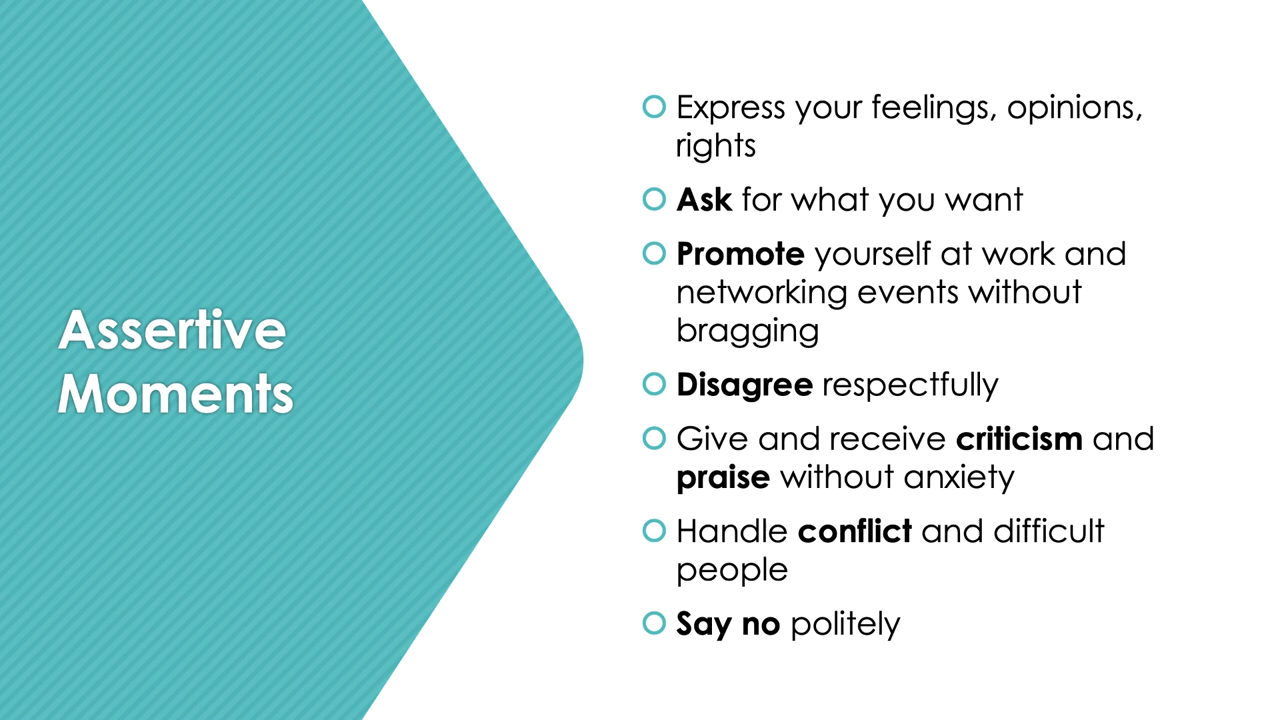 Assertive
Moments
Express your feelings, opinions,
rights
Ask for what you want
Promote yourself at work and
networking events without
bragging
Disagree respectfully
Give and receive criticism and
praise without anxiety
Handle conflict and difficult
people
Say no politely